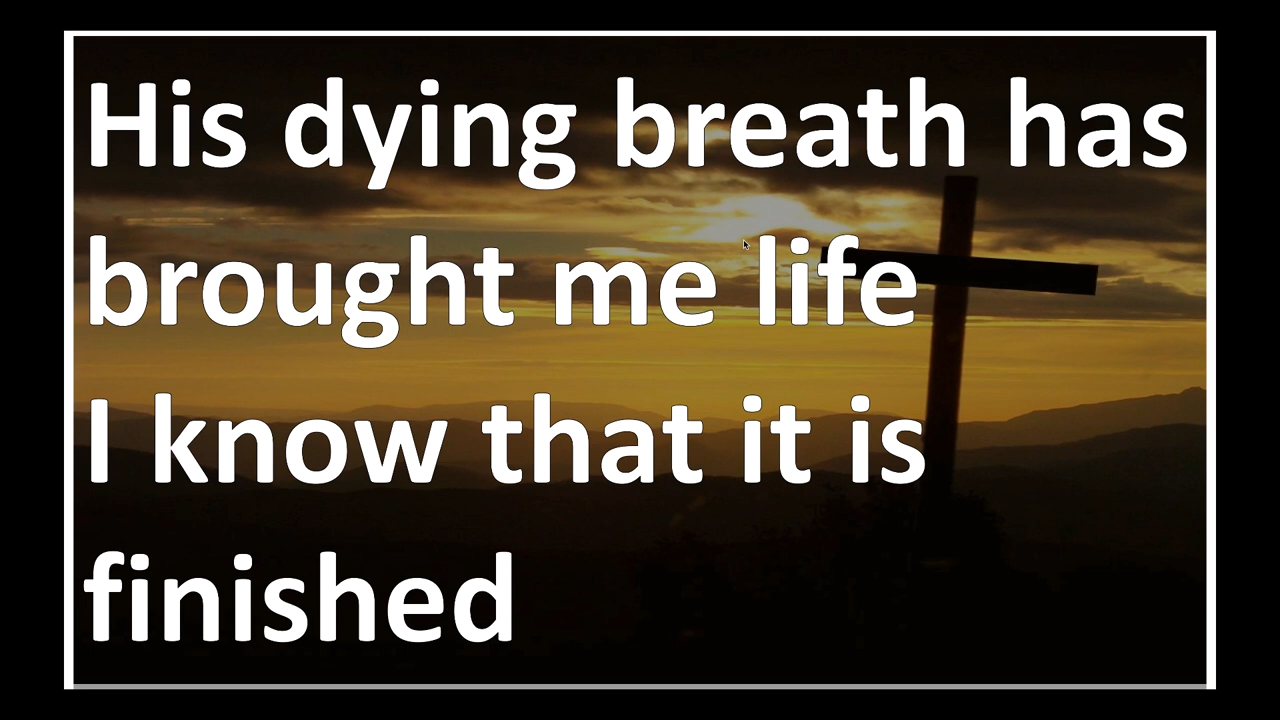 His dying breath has
brought me life
I know that it is
finished